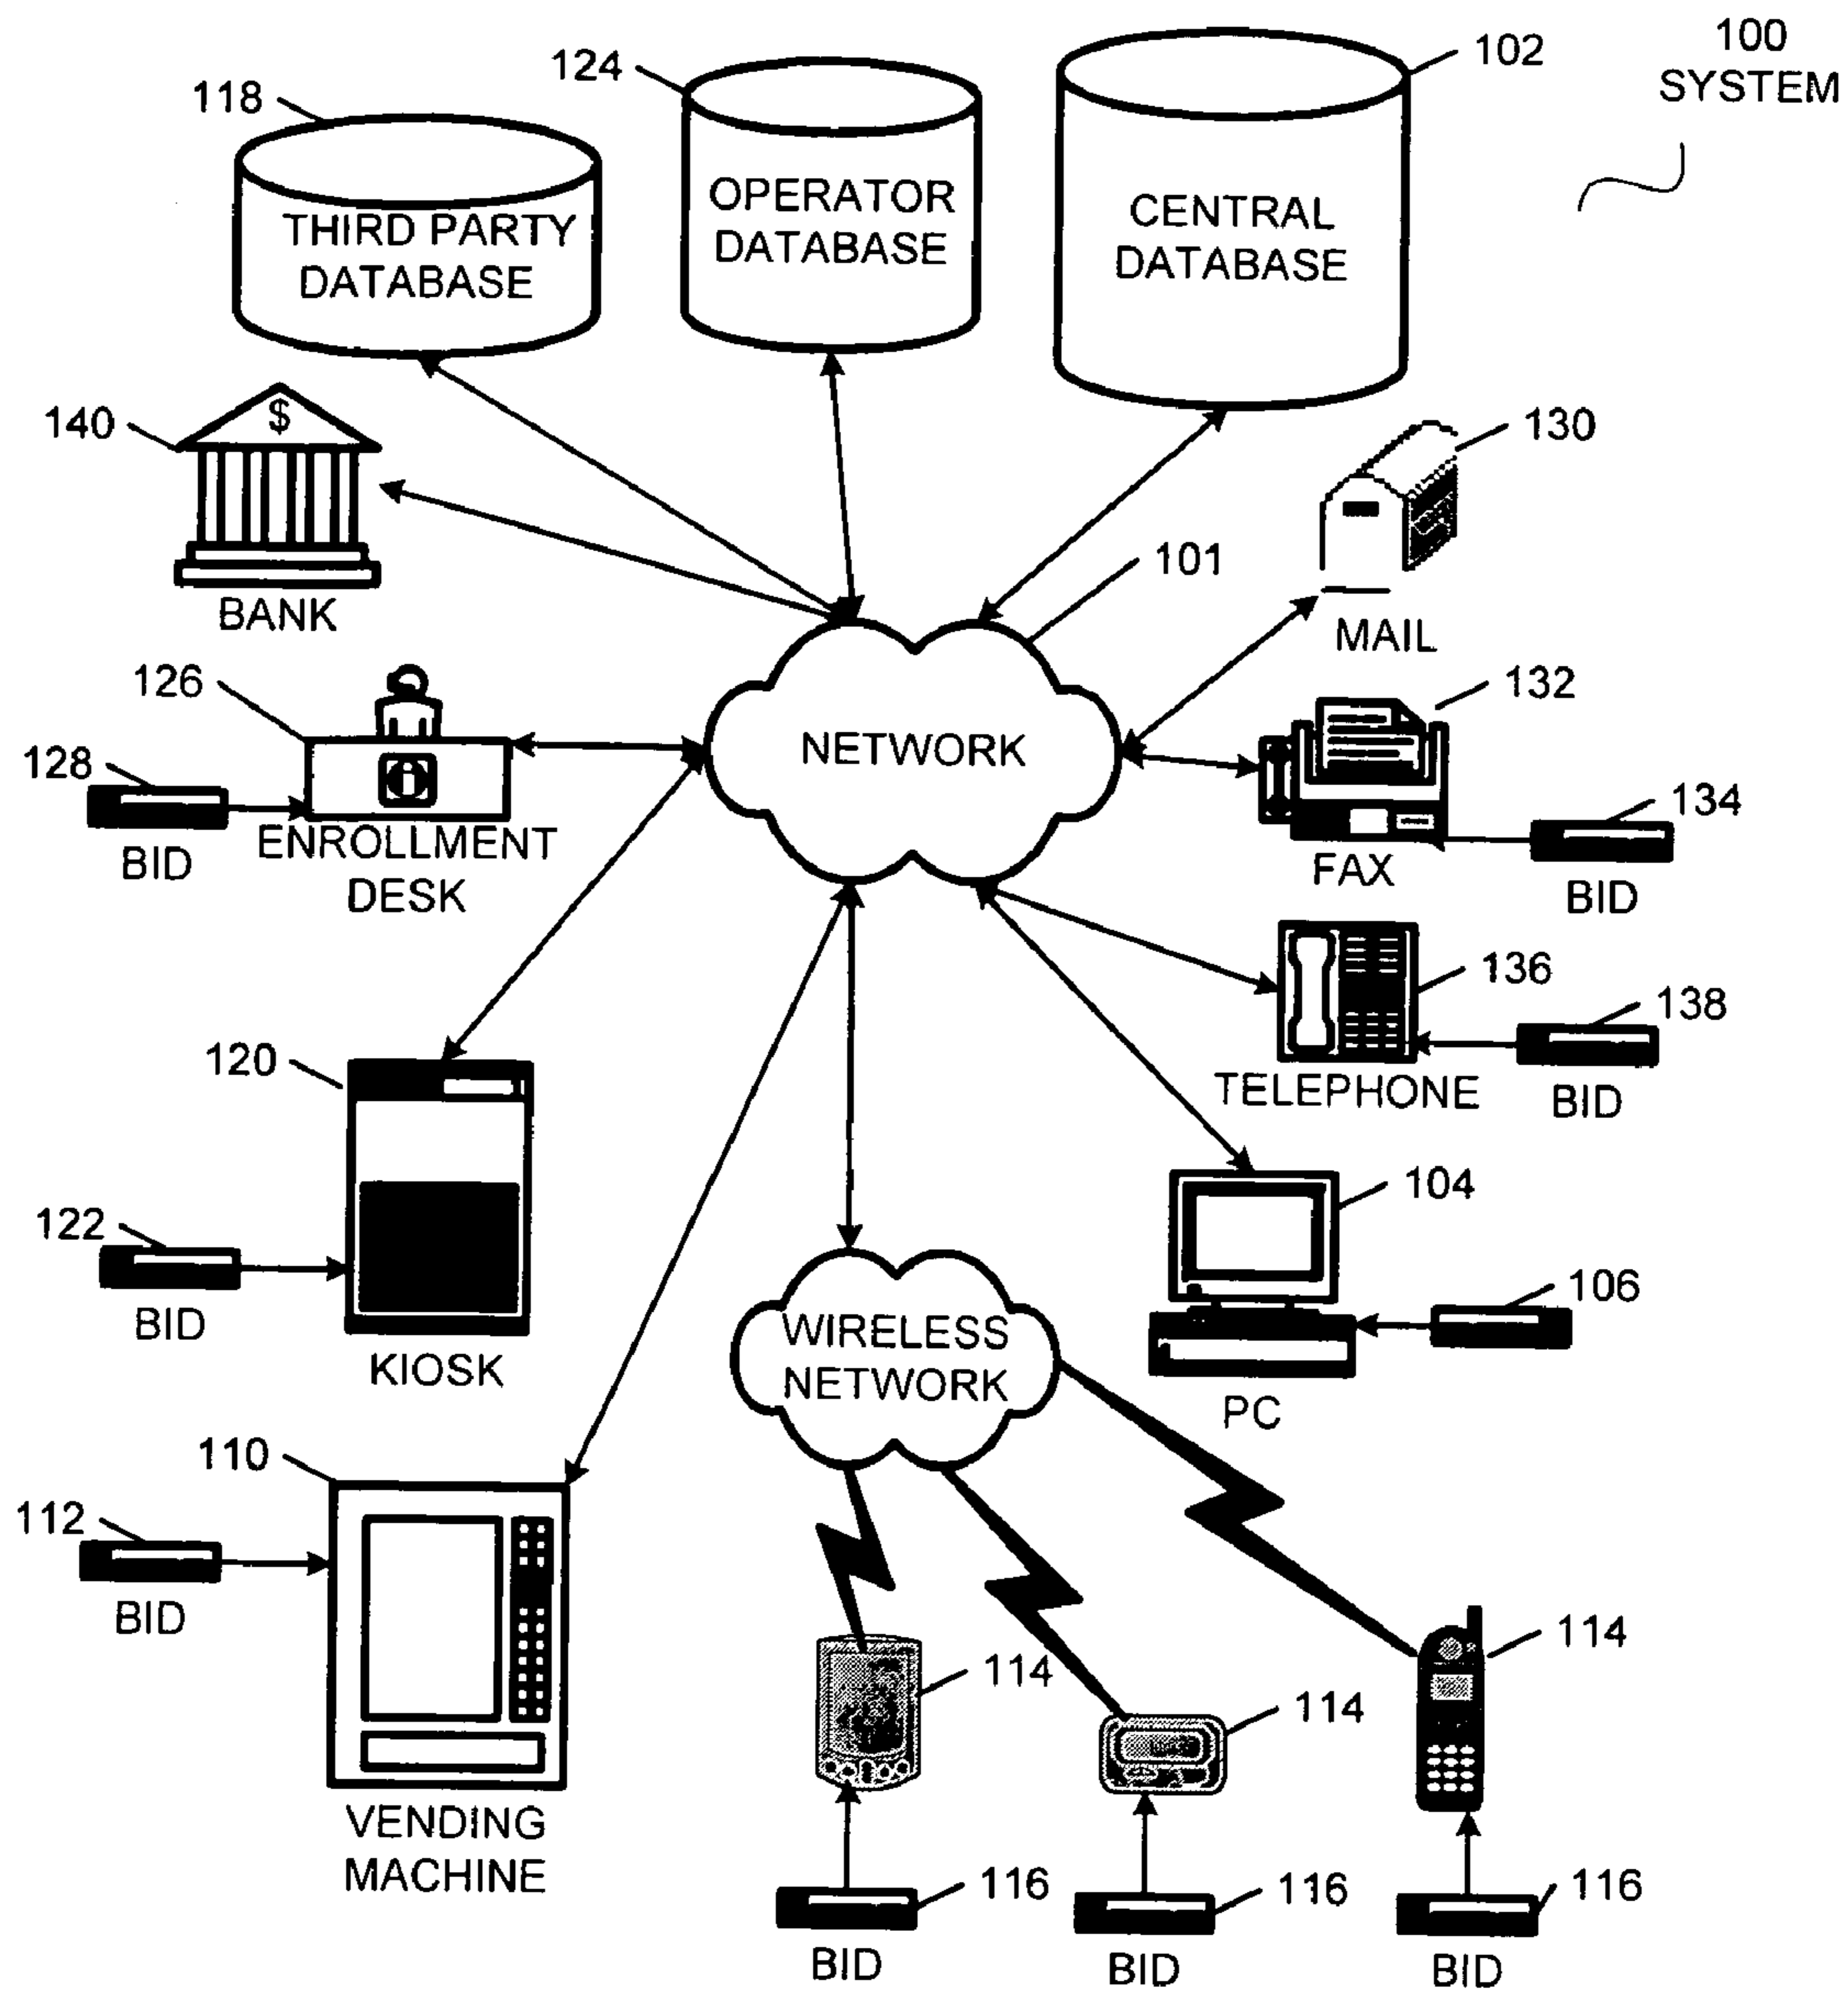 100
SYSTEM
102
124
118
OPERATOR
DATABASE
CENTRAL
DATABASE
THIRD PARTY
DATABASE
$
140
130
BANK
101
MAIL
126
132
NETWORK
128
i
134
BID
ENROLLMENT
DESK
FAX
BID
136
138
120
TELEPHONE
BID
104
122
106
BID
WIRELESS
NETWORK
KIOSK
PC
110
112
BID
114
114
114
VENDING
MACHINE
116
116
116
BID
BID
BID